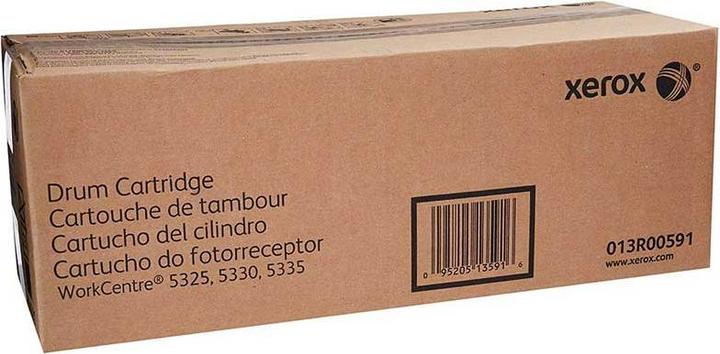 xerox ®
Drum Cartridge
Cartouche de tambour
Cartucho del cilindro
Cartucho do fotorreceptor
WorkCentre® 5325, 5330, 5335
0 95205 13591 6
013R00591
www.xerox.com